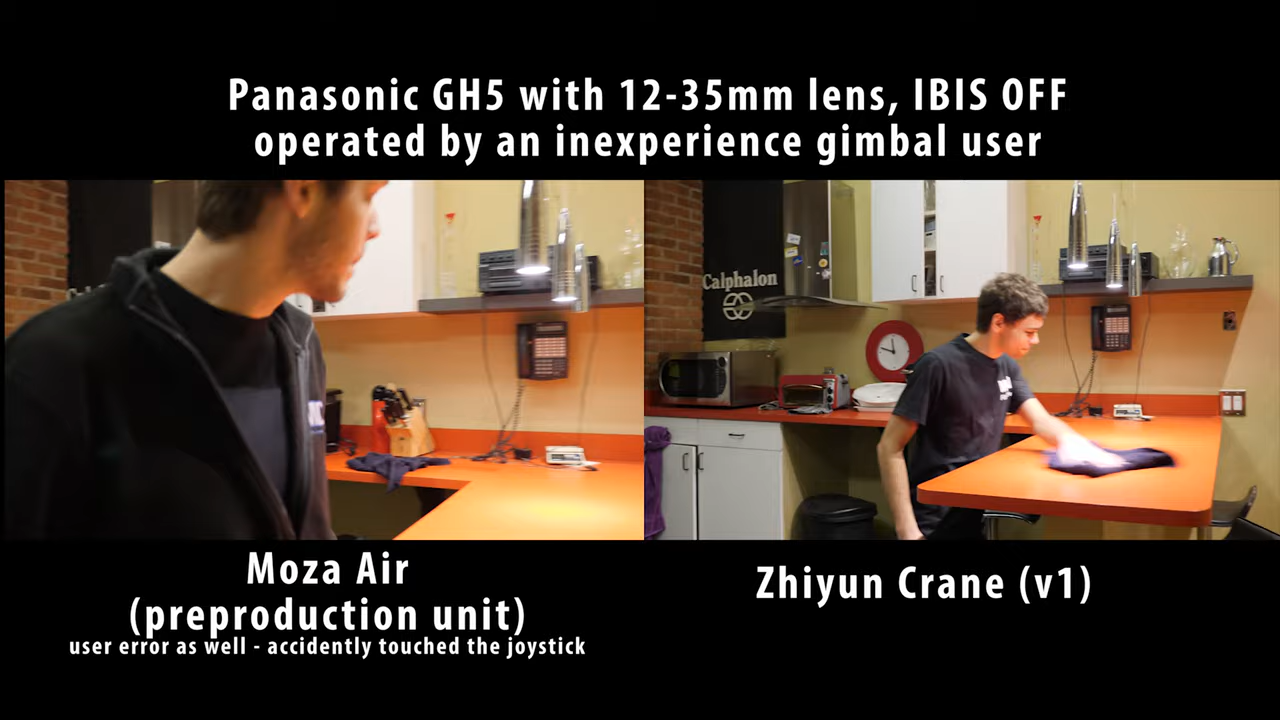 Panasonic GH5 with 12-35mm lens, IBIS OFF
operated by an inexperience gimbal user
Calphalon
Moza Air
(preproduction unit)
user error as well - accidently touched the joystick
Zhiyun Crane (v1)